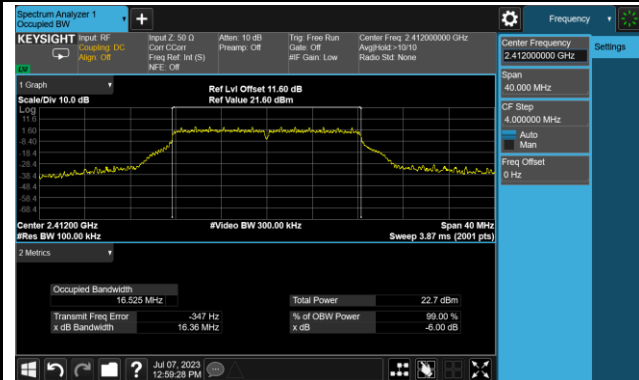 Spectrum Analyzer 1
Occupied BW
Frequency
KEYSIGHT
Input: RF
Coupling: DC
Align: Off
Input Z: 50 Ω
Corr CCorr
Freq Ref: Int (S)
NFE: Off
Atten: 10 dB
Preamp: Off
Trig: Free Run
Gate: Off
#IF Gain: Low
Center Freq: 2.412000000 GHz
Avg|Hold:>10/10
Radio Std: None
Center Frequency
2.412000000 GHz
Settings
Span
40.000 MHz
CF Step
4.000000 MHz
Auto
Man
Freq Offset
0 Hz
1 Graph
Scale/Div 10.0 dB
Ref Lvl Offset 11.60 dB
Ref Value 21.60 dBm
Log
11.6
1.60
-8.40
-18.4
-28.4
-38.4
-48.4
-58.4
-68.4
Center 2.41200 GHz
#Video BW 300.00 kHz
Span 40 MHz
#Res BW 100.00 kHz
Sweep 3.87 ms (2001 pts)
2 Metrics
Occupied Bandwidth
16.525 MHz
Total Power 22.7 dBm
Transmit Freq Error -347 Hz
% of OBW Power 99.00 %
x dB Bandwidth 16.36 MHz
x dB -6.00 dB
Jul 07, 2023
12:59:28 PM